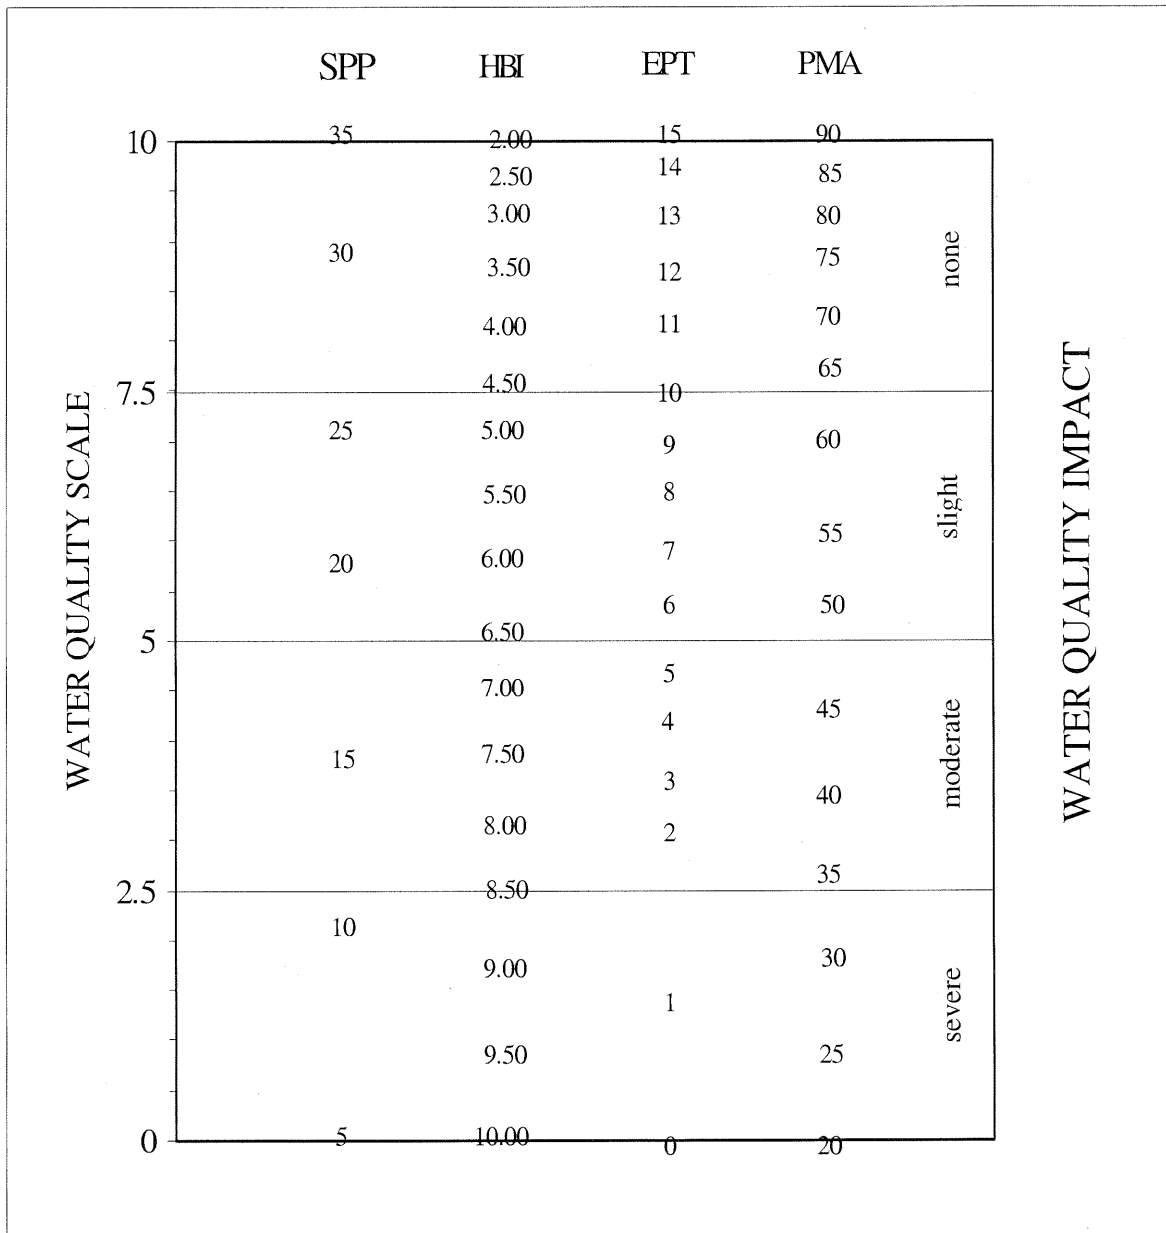 SPP HBI EPT PMA
10 35 2.00 15 90
2.50 14 85
3.00 13 80
30 3.50 12 75
none
4.00 11 70
4.50 65
7.5 10
25 5.00 9 60
5.50 8
slight
20 6.00 7 55
6 50
6.50
5
5
7.00 4 45
15 7.50 3
moderate
40
8.00 2
35
2.5 8.50
10
9.00 30
1
severe
9.50 25
0 5 10.00 0 20
WATER QUALITY SCALE
WATER QUALITY IMPACT